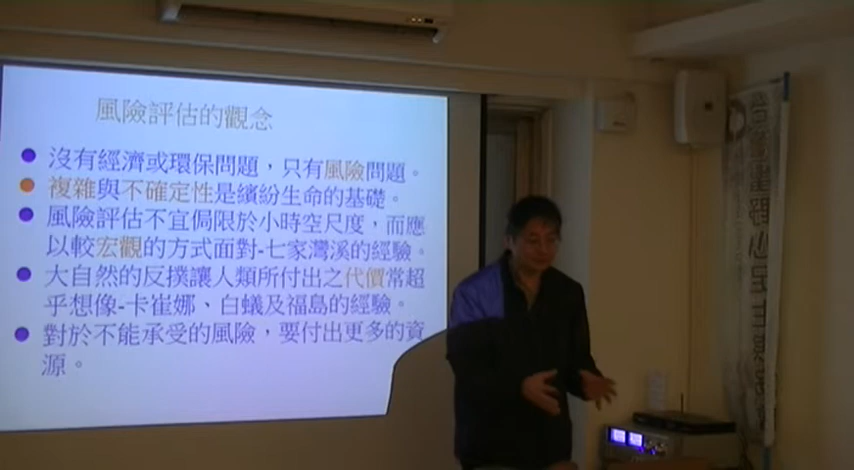 風險評估的觀念
沒有經濟或環保問題，只有風險問題。
複雜與不確定性是繽紛生命的基礎。
風險評估不宜侷限於小時空尺度，而應
以較宏觀的方式面對-七家灣溪的經驗。
大自然的反撲讓人類所付出之代價常超
乎想像-卡崔娜、白蟻及福島的經驗。
對於不能承受的風險，要付出更多的資
源。